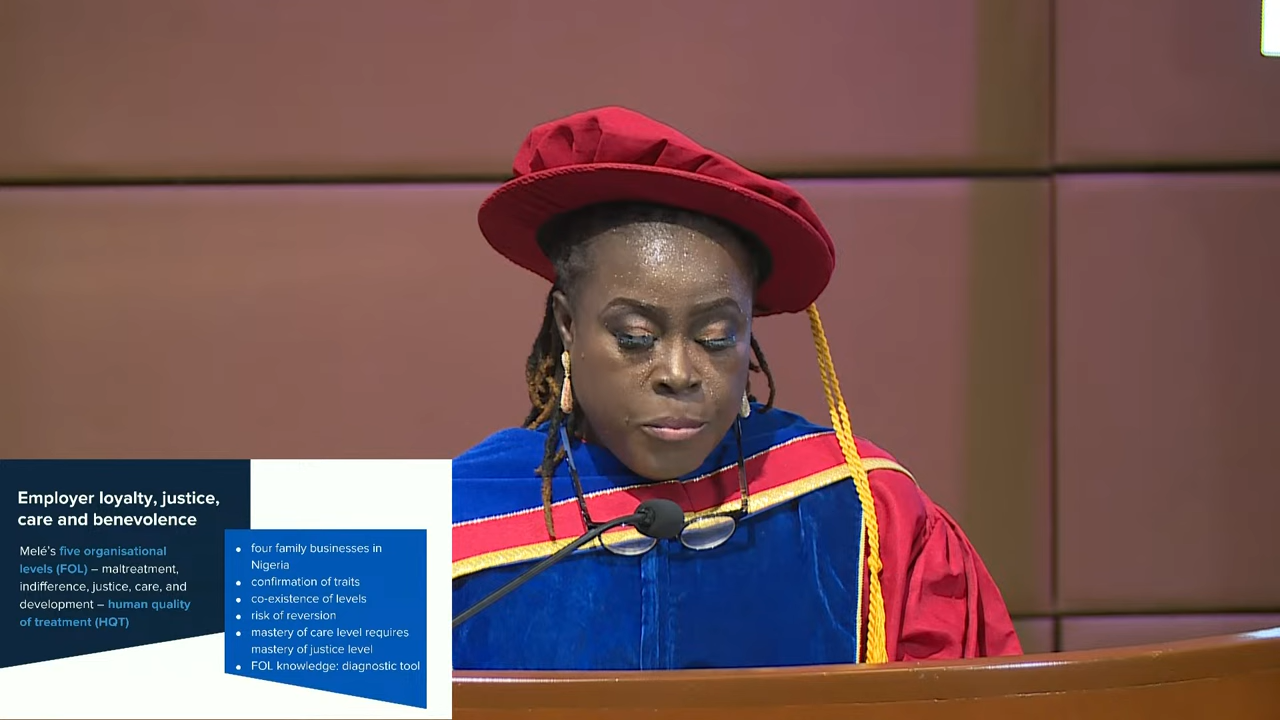 Employer loyalty, justice,
care and benevolence
Melé's five organisational
levels (FOL) – maltreatment,
indifference, justice, care, and
development – human quality
of treatment (HQT)
• four family businesses in
Nigeria
• confirmation of traits
• co-existence of levels
• risk of reversion
• mastery of care level requires
mastery of justice level
• FOL knowledge: diagnostic tool